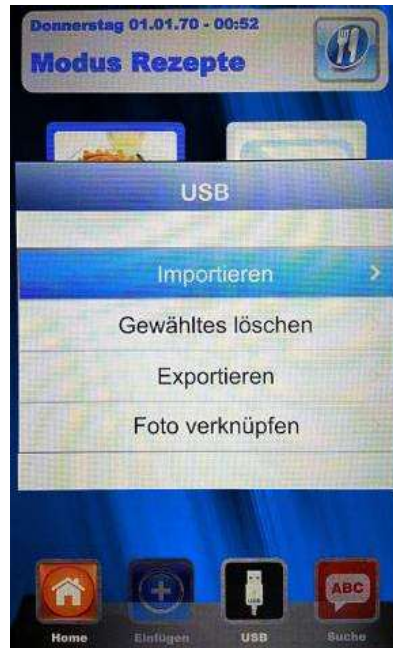 Donnerstag 01.01.70 - 00:52
Modus Rezepte
USB
Importieren
Gewähltes löschen
Exportieren
Foto verknüpfen
USB
ABC
Home Einfügen USB Suche